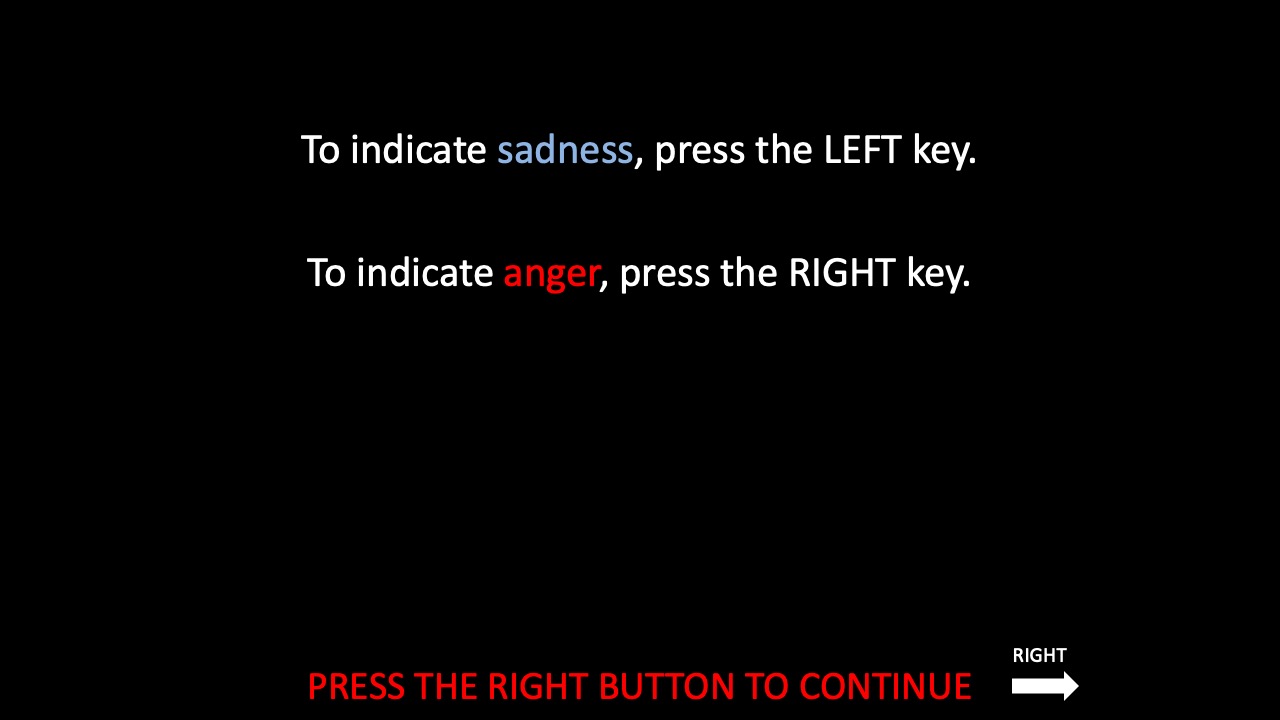 To indicate sadness, press the LEFT key.
To indicate anger, press the RIGHT key.
RIGHT
PRESS THE RIGHT BUTTON TO CONTINUE